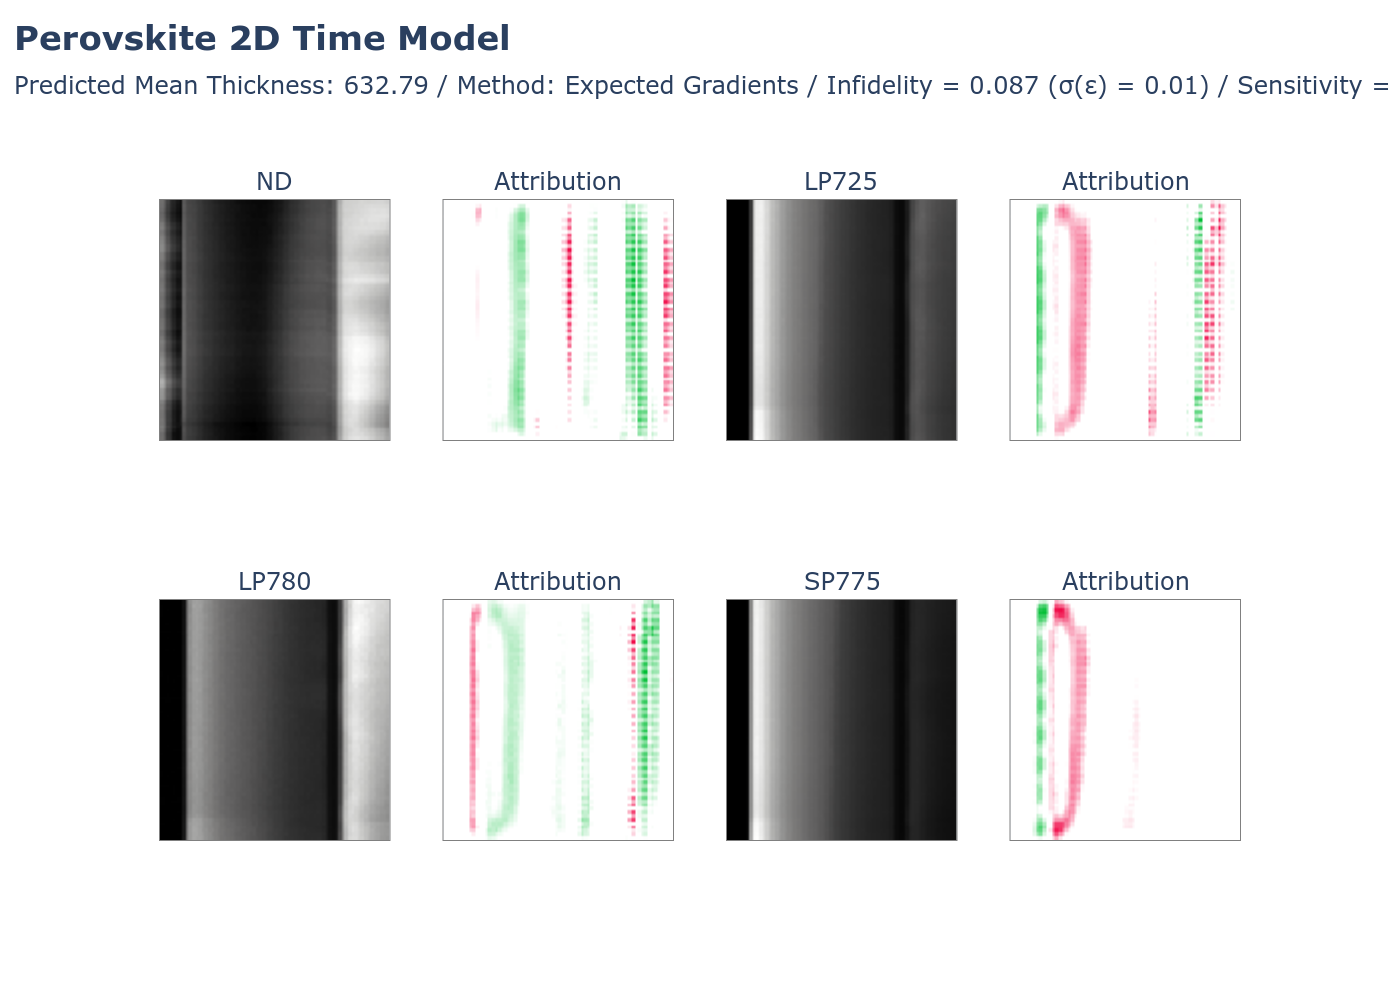 Perovskite 2D Time Model
Predicted Mean Thickness: 632.79 / Method: Expected Gradients / Infidelity = 0.087 (σ(ε) = 0.01) / Sensitivity =
ND
Attribution
LP725
Attribution
LP780
Attribution
SP775
Attribution